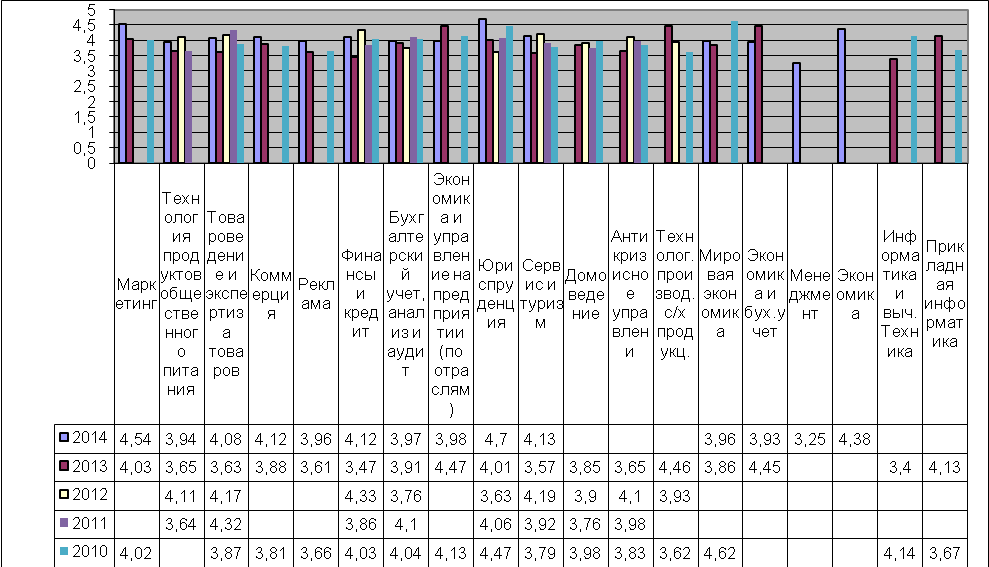 5
4,5
4
3,5
3
2,5
2
1,5
1
0,5
0
Марк
етинг
Техн
ологи
я
прод
уктов
обще
ствен
ного
пита
ния
Това
рове
дение
и
экспе
ртиза
това
ров
Комм
ерци
я
Рекл
ама
Фина
нсы
и
кред
ит
Бухг
алте
рски
й
учет,
анал
из и
ауди
т
Экон
омик
а и
упра
влен
ие на
пред
прия
тии
(по
отра
слям
)
Юри
спру
денц
ия
Серв
ис и
туриз
м
Домо
веде
ние
Анти
криз
исно
е
упра
влен
и
Техн
олог.
произ
вод.
с/х
прод
укц.
Миро
вая
экон
омик
а
Экон
омик
а и
бух.у
чет
Мене
джме
нт
Экон
омик
а
Инф
орма
тика
и
выч.
Техн
ика
Прик
ладн
ая
инфо
рмат
ика
2014 4,54 3,94 4,08 4,12 3,96 4,12 3,97 3,98 4,7 4,13 3,96 3,93 3,25 4,38
2013 4,03 3,65 3,63 3,88 3,61 3,47 3,91 4,47 4,01 3,57 3,85 3,65 4,46 3,86 4,45 3,4 4,13
2012 4,11 4,17 4,33 3,76 3,63 4,19 3,9 4,1 3,93
2011 3,64 4,32 3,86 4,1 4,06 3,92 3,76 3,98
2010 4,02 3,87 3,81 3,66 4,03 4,04 4,13 4,47 3,79 3,98 3,83 3,62 4,62 4,14 3,67